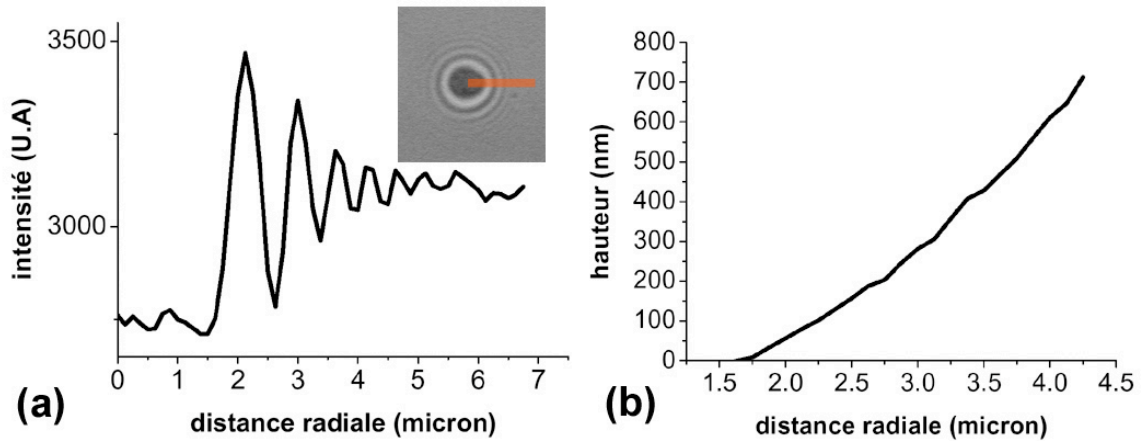 3500
3000
intensité (U.A)
0 1 2 3 4 5 6 7
distance radiale (micron)
(a)
800
700
600
500
400
300
200
100
0
hauteur (nm)
1.5 2.0 2.5 3.0 3.5 4.0 4.5
distance radiale (micron)
(b)